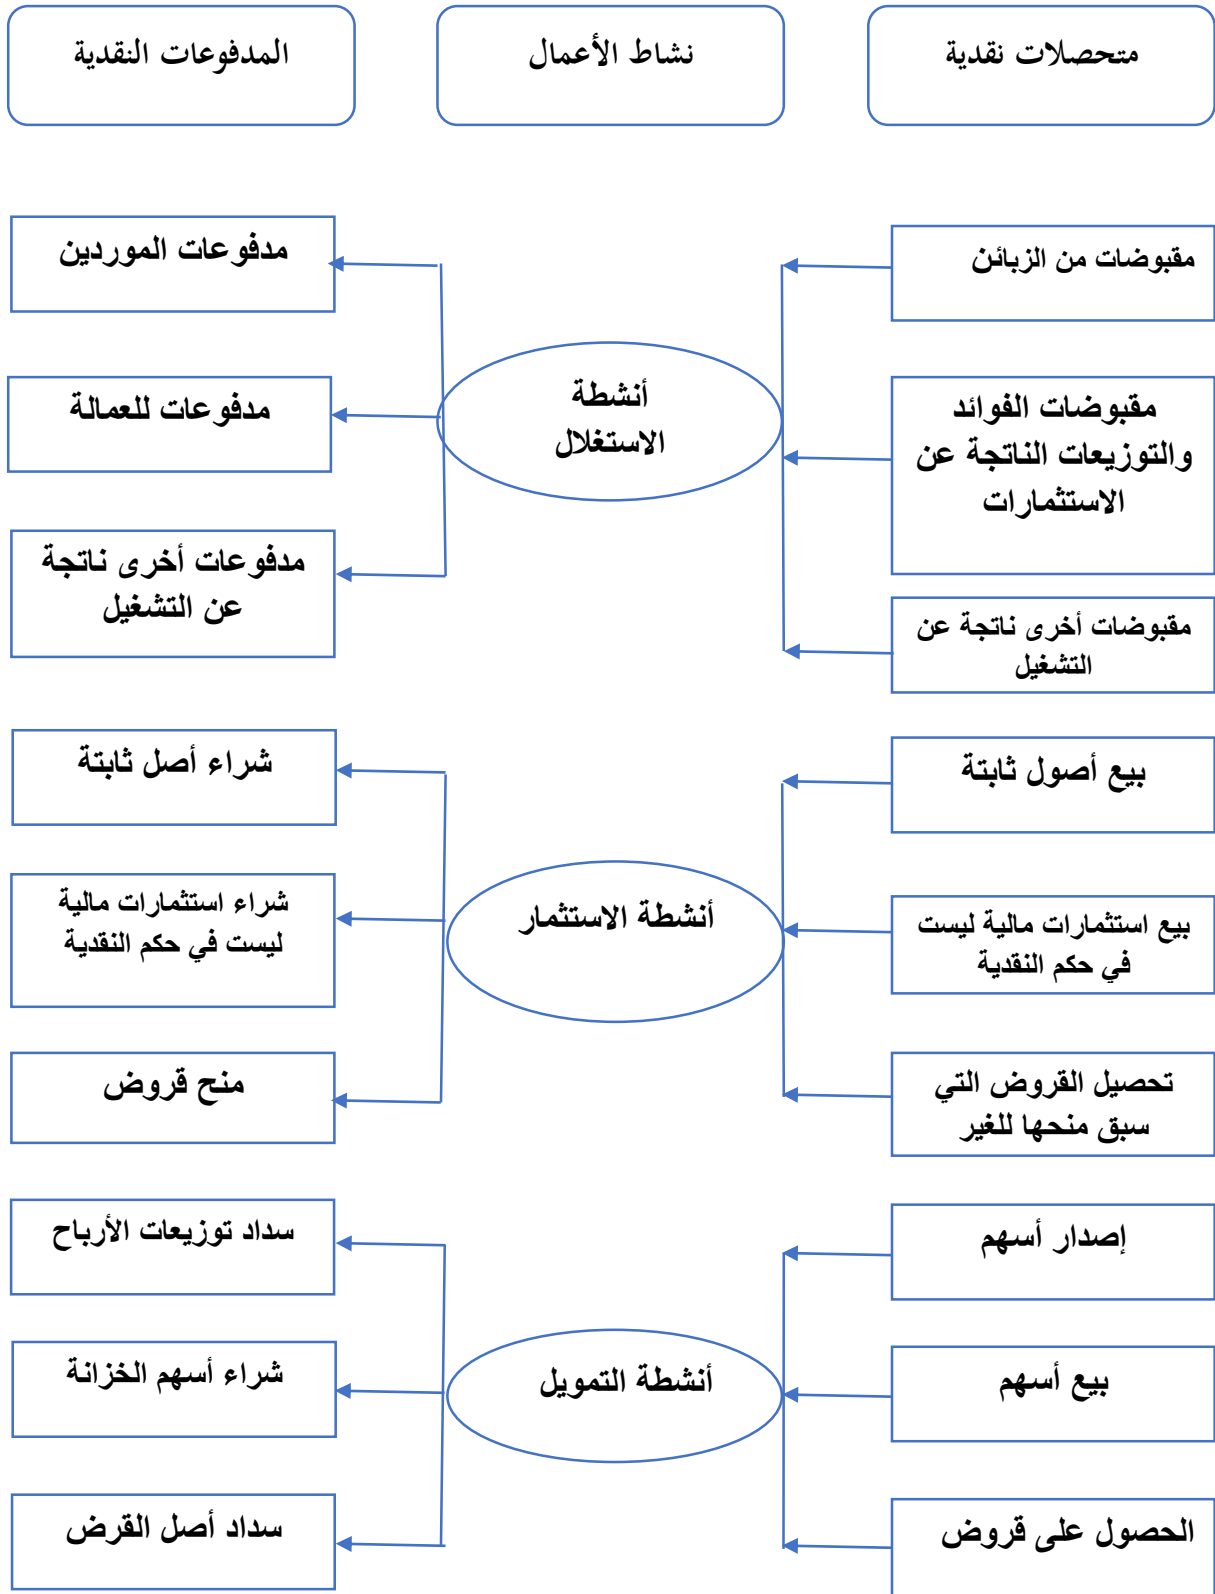 متحصلات نقدية
نشاط الأعمال
المدفوعات النقدية
مقبوضات من الزبائن
مدفوعات الموردين
أنشطة
الاستغلال
مقبوضات الفوائد
والتوزيعات الناتجة عن
الاستثمارات
مدفوعات للعمالة
مقبوضات أخرى ناتجة عن
التشغيل
مدفوعات أخرى ناتجة
عن التشغيل
بيع أصول ثابتة
شراء أصل ثابتة
بيع استثمارات مالية ليست
في حكم النقدية
أنشطة الاستثمار
شراء استثمارات مالية
ليست في حكم النقدية
تحصيل القروض التي
سبق منحها للغير
منح قروض
إصدار أسهم
سداد توزيعات الأرباح
بيع أسهم
أنشطة التمويل
شراء أسهم الخزانة
الحصول على قروض
سداد أصل القرض